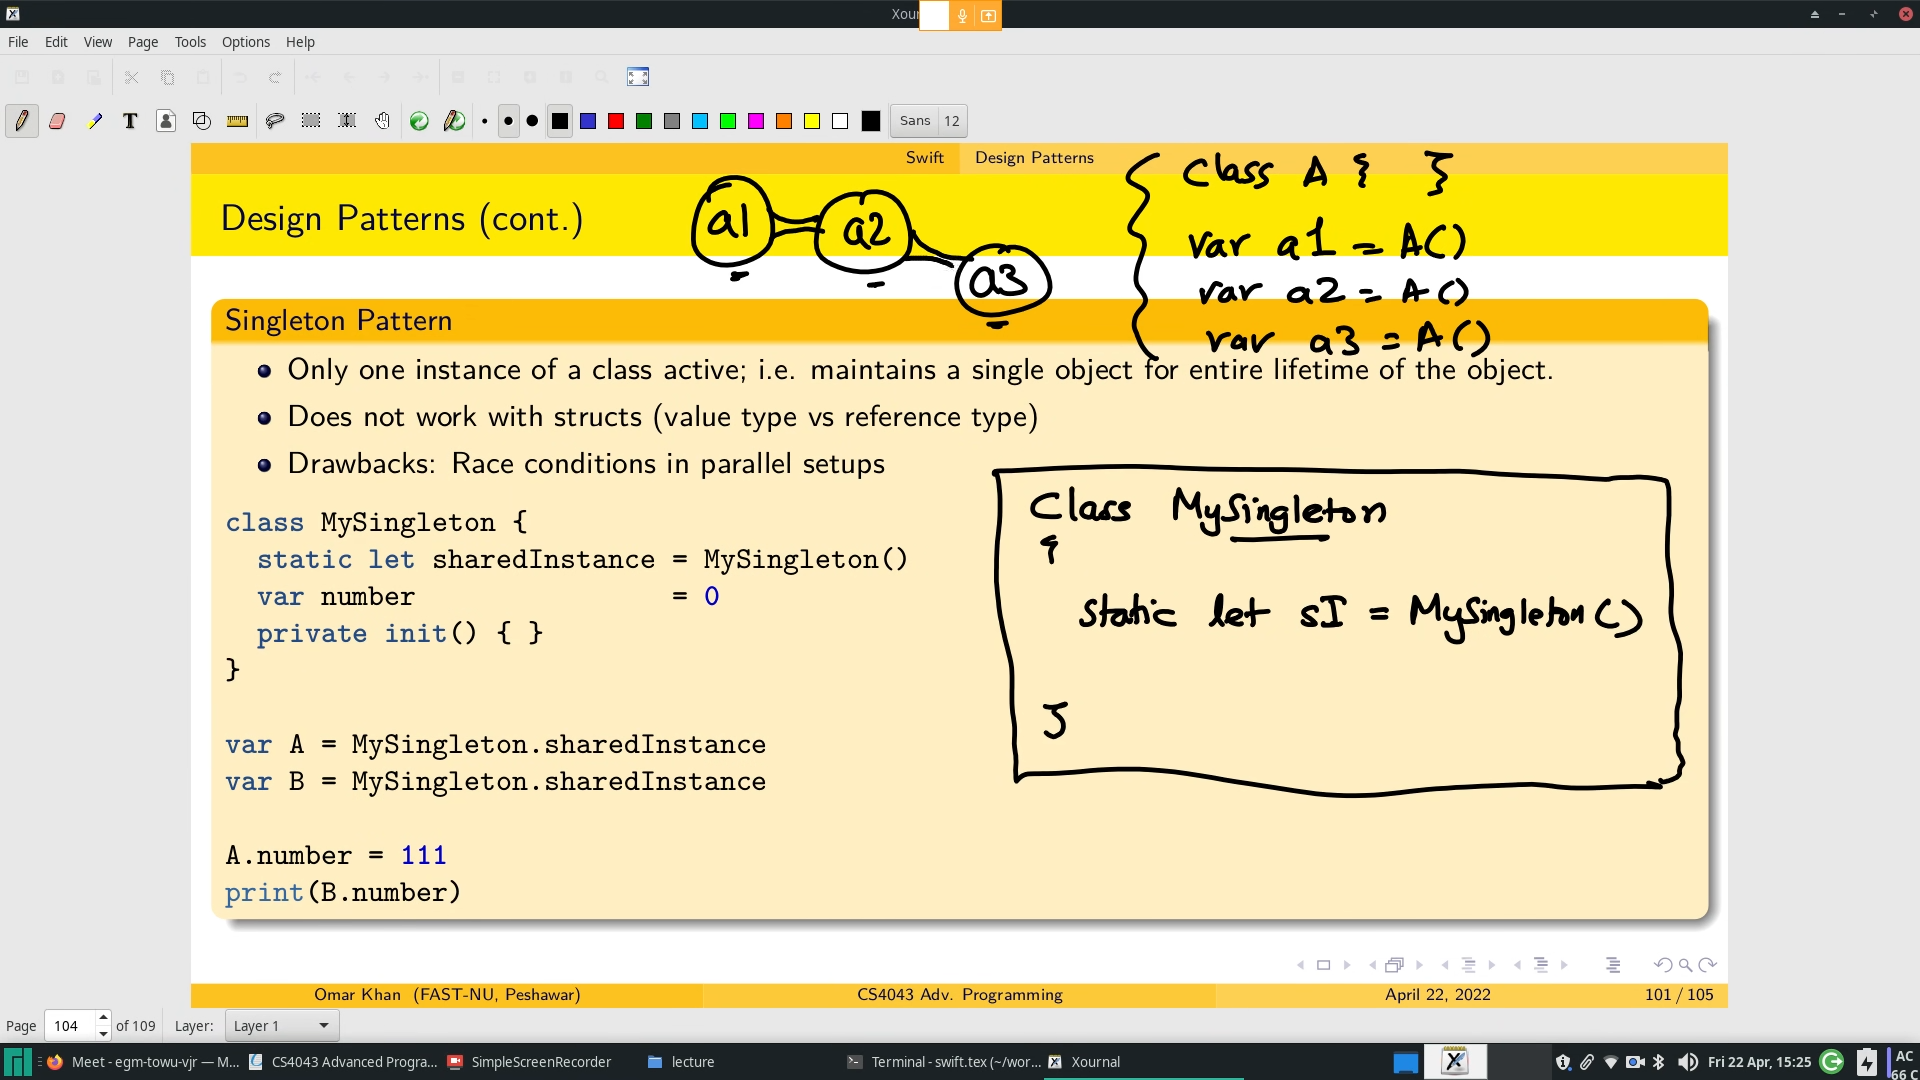 Xour
File Edit View Page Tools Options Help
T
Sans 12
Swift Design Patterns
Design Patterns (cont.)
a1 a2 a3
Class A { }
var a1 = A()
var a2 = A()
var a3 = A()
Singleton Pattern
Only one instance of a class active; i.e. maintains a single object for entire lifetime of the object.
Does not work with structs (value type vs reference type)
Drawbacks: Race conditions in parallel setups
class MySingleton {
static let sharedInstance = MySingleton()
var number = 0
private init() { }
}
var A = MySingleton.sharedInstance
var B = MySingleton.sharedInstance
A.number = 111
print(B.number)
Class MySingleton
{
static let sI = MySingleton()
}
Omar Khan (FAST-NU, Peshawar) CS4043 Adv. Programming April 22, 2022 101 / 105
Page 104 of 109 Layer: Layer 1
Meet - egm-towu-vjr — M... CS4043 Advanced Progra... SimpleScreenRecorder lecture Terminal - swift.tex (~/wor... Xournal Fri 22 Apr, 15:25 AC
66 C